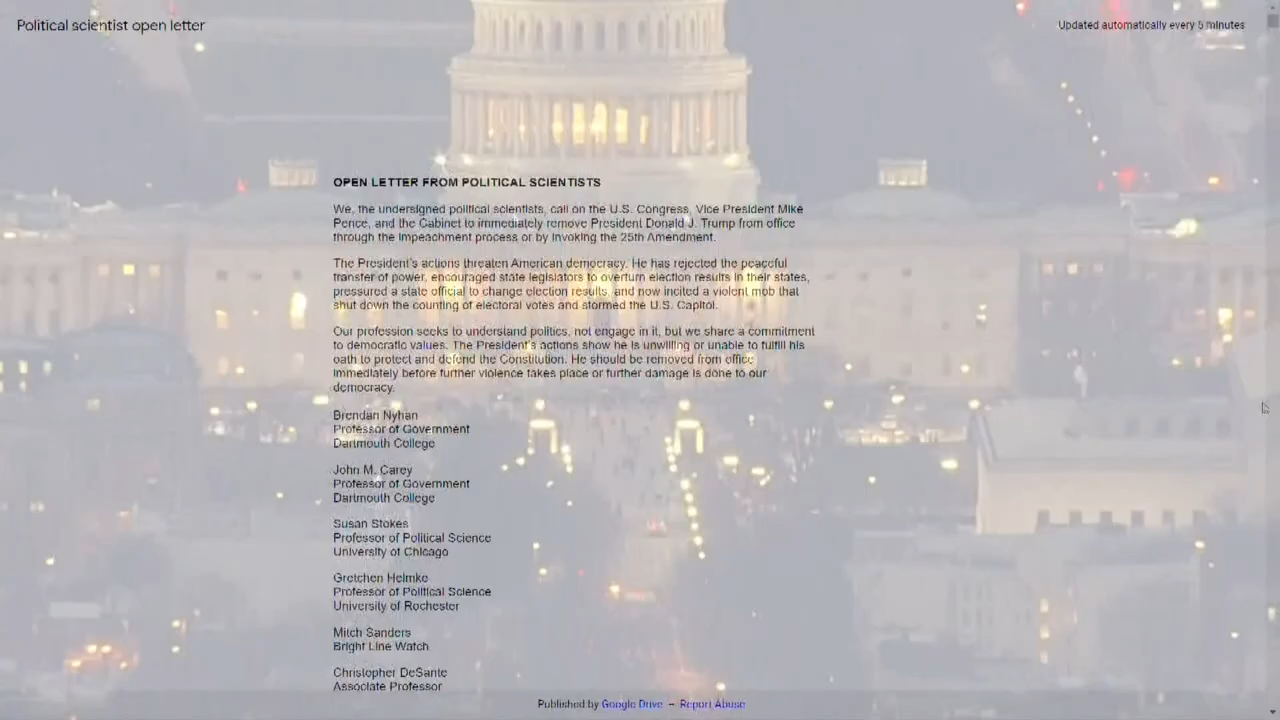 Political scientist open letter
Updated automatically every 5 minutes
OPEN LETTER FROM POLITICAL SCIENTISTS
We, the undersigned political scientists, call on the U.S. Congress, Vice President Mike
Pence, and the Cabinet to immediately remove President Donald J. Trump from office
through the impeachment process or by invoking the 25th Amendment.
The President's actions threaten American democracy. He has rejected the peaceful
transfer of power, encouraged state legislators to overturn election results in their states,
pressured a state official to change election results, and now incited a violent mob that
shut down the counting of electoral votes and stormed the U.S. Capitol.
Our profession seeks to understand politics, not engage in it, but we share a commitment
to democratic values. The President's actions show he is unwilling or unable to fulfill his
oath to protect and defend the Constitution. He should be removed from office
immediately before further violence takes place or further damage is done to our
democracy.
Brendan Nyhan
Professor of Government
Dartmouth College
John M. Carey
Professor of Government
Dartmouth College
Susan Stokes
Professor of Political Science
University of Chicago
Gretchen Helmke
Professor of Political Science
University of Rochester
Mitch Sanders
Bright Line Watch
Christopher DeSante
Associate Professor
Published by Google Drive – Report Abuse